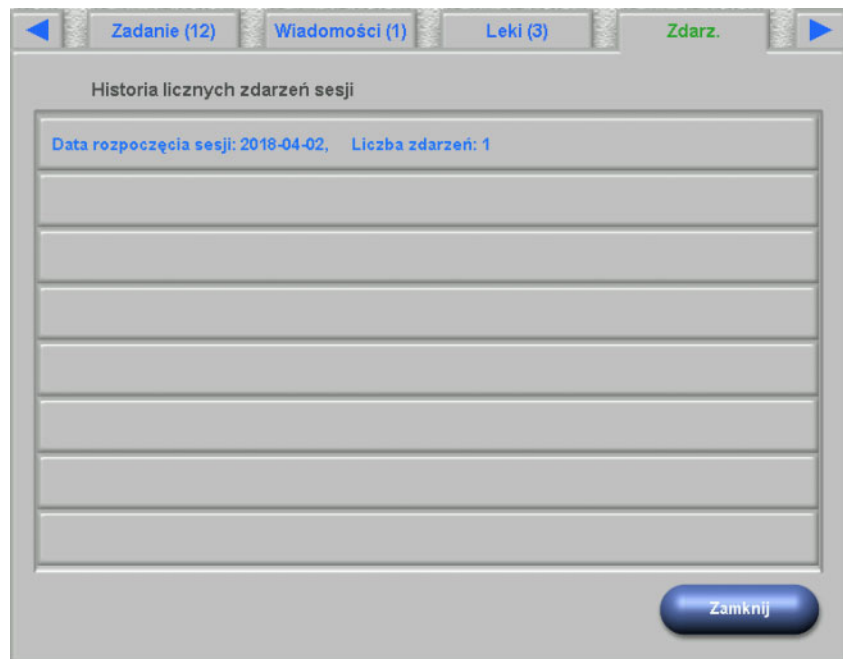 Zadanie (12) Wiadomości (1) Leki (3) Zdarz.
Historia licznych zdarzeń sesji
Data rozpoczęcia sesji: 2018-04-02, Liczba zdarzeń: 1
Zamknij